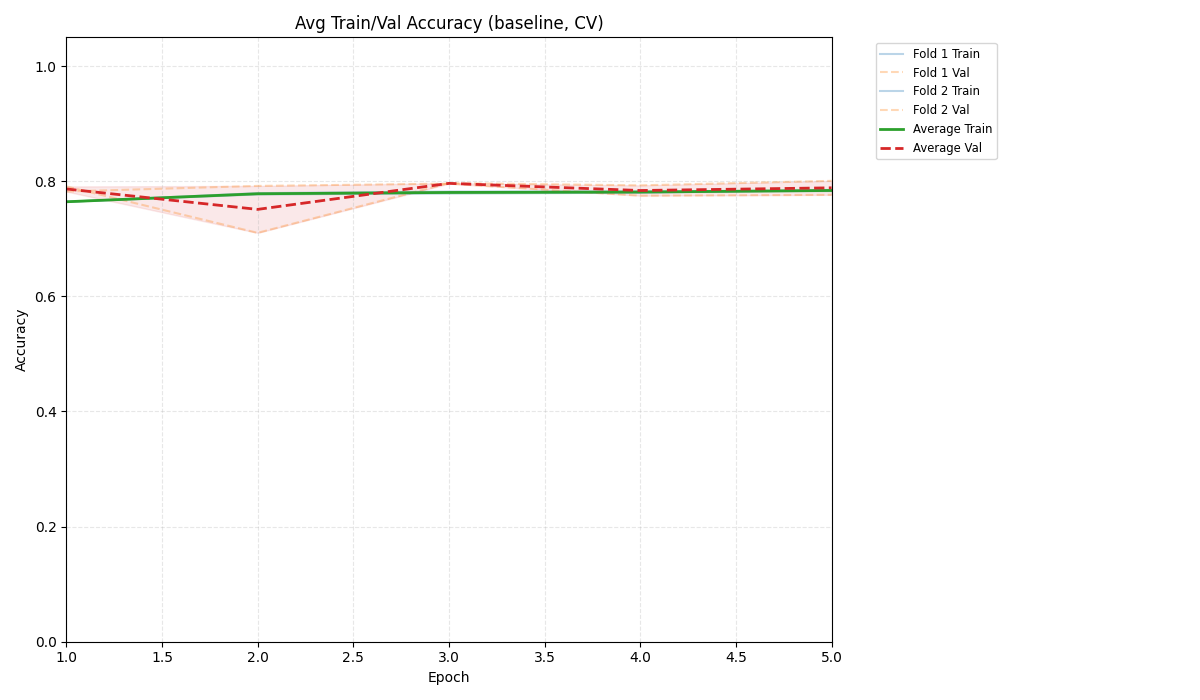 Avg Train/Val Accuracy (baseline, CV)
1.0
0.8
0.6
0.4
0.2
0.0
Accuracy
1.0 1.5 2.0 2.5 3.0 3.5 4.0 4.5 5.0
Epoch
Fold 1 Train
Fold 1 Val
Fold 2 Train
Fold 2 Val
Average Train
Average Val